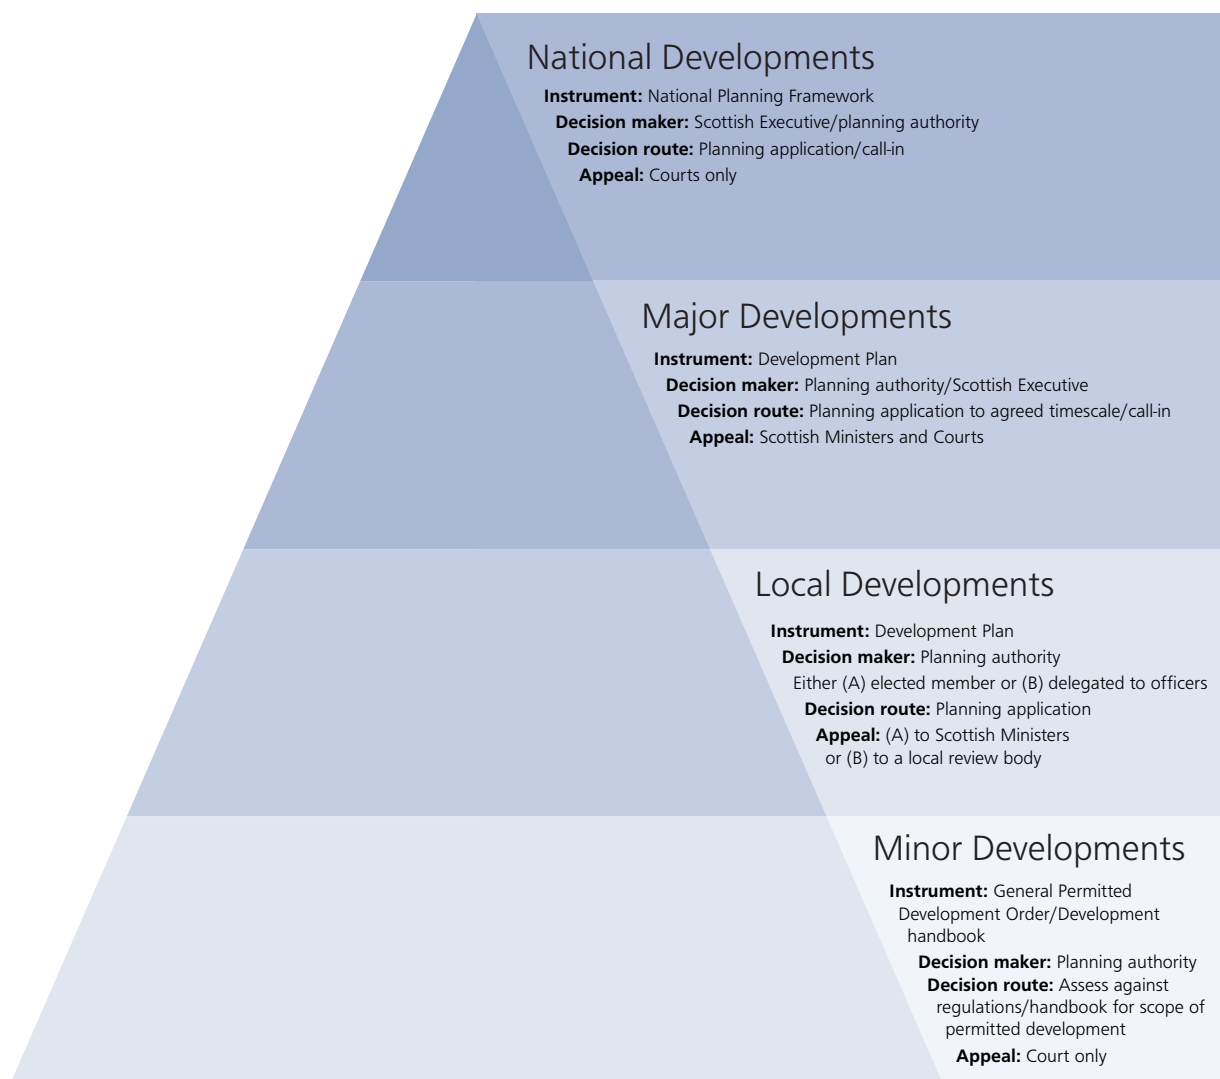 National Developments
Instrument: National Planning Framework
Decision maker: Scottish Executive/planning authority
Decision route: Planning application/call-in
Appeal: Courts only
Major Developments
Instrument: Development Plan
Decision maker: Planning authority/Scottish Executive
Decision route: Planning application to agreed timescale/call-in
Appeal: Scottish Ministers and Courts
Local Developments
Instrument: Development Plan
Decision maker: Planning authority
Either (A) elected member or (B) delegated to officers
Decision route: Planning application
Appeal: (A) to Scottish Ministers
or (B) to a local review body
Minor Developments
Instrument: General Permitted
Development Order/Development
handbook
Decision maker: Planning authority
Decision route: Assess against
regulations/handbook for scope of
permitted development
Appeal: Court only